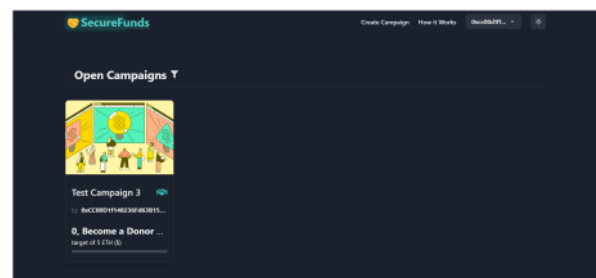 SecureFunds
Create Campaign How it Works
Open Campaigns
Test Campaign 3
by
0, Become a Donor ...
target of 5 ETH ($)